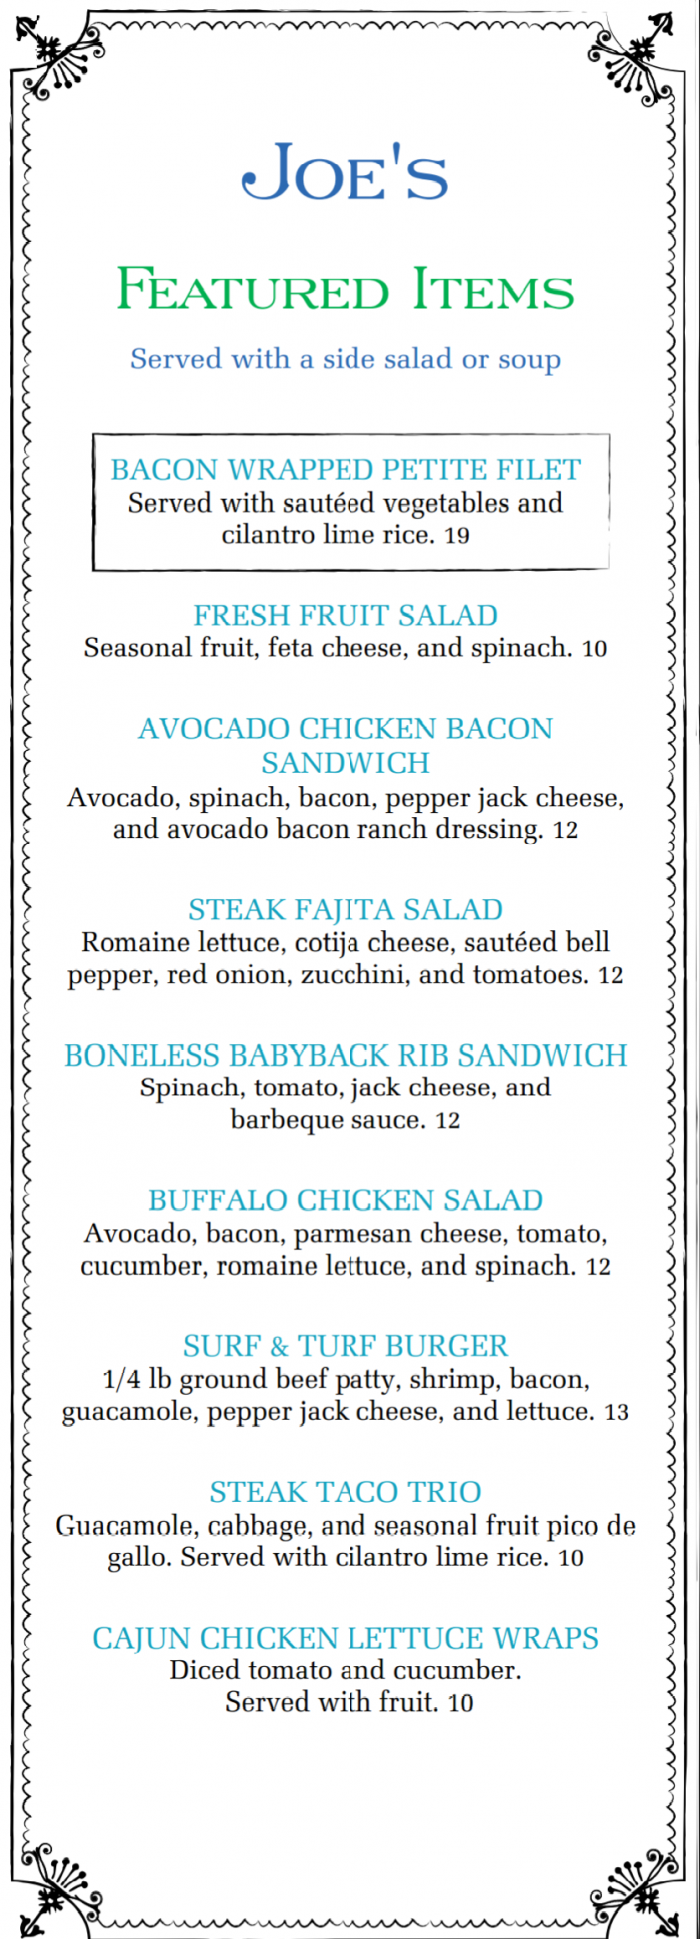 JOE'S
FEATURED ITEMS
Served with a side salad or soup
BACON WRAPPED PETITE FILET
Served with sautéed vegetables and
cilantro lime rice. 19
FRESH FRUIT SALAD
Seasonal fruit, feta cheese, and spinach. 10
AVOCADO CHICKEN BACON
SANDWICH
Avocado, spinach, bacon, pepper jack cheese,
and avocado bacon ranch dressing. 12
STEAK FAJITA SALAD
Romaine lettuce, cotija cheese, sautéed bell
pepper, red onion, zucchini, and tomatoes. 12
BONELESS BABYBACK RIB SANDWICH
Spinach, tomato, jack cheese, and
barbeque sauce. 12
BUFFALO CHICKEN SALAD
Avocado, bacon, parmesan cheese, tomato,
cucumber, romaine lettuce, and spinach. 12
SURF & TURF BURGER
1/4 lb ground beef patty, shrimp, bacon,
guacamole, pepper jack cheese, and lettuce. 13
STEAK TACO TRIO
Guacamole, cabbage, and seasonal fruit pico de
gallo. Served with cilantro lime rice. 10
CAJUN CHICKEN LETTUCE WRAPS
Diced tomato and cucumber.
Served with fruit. 10